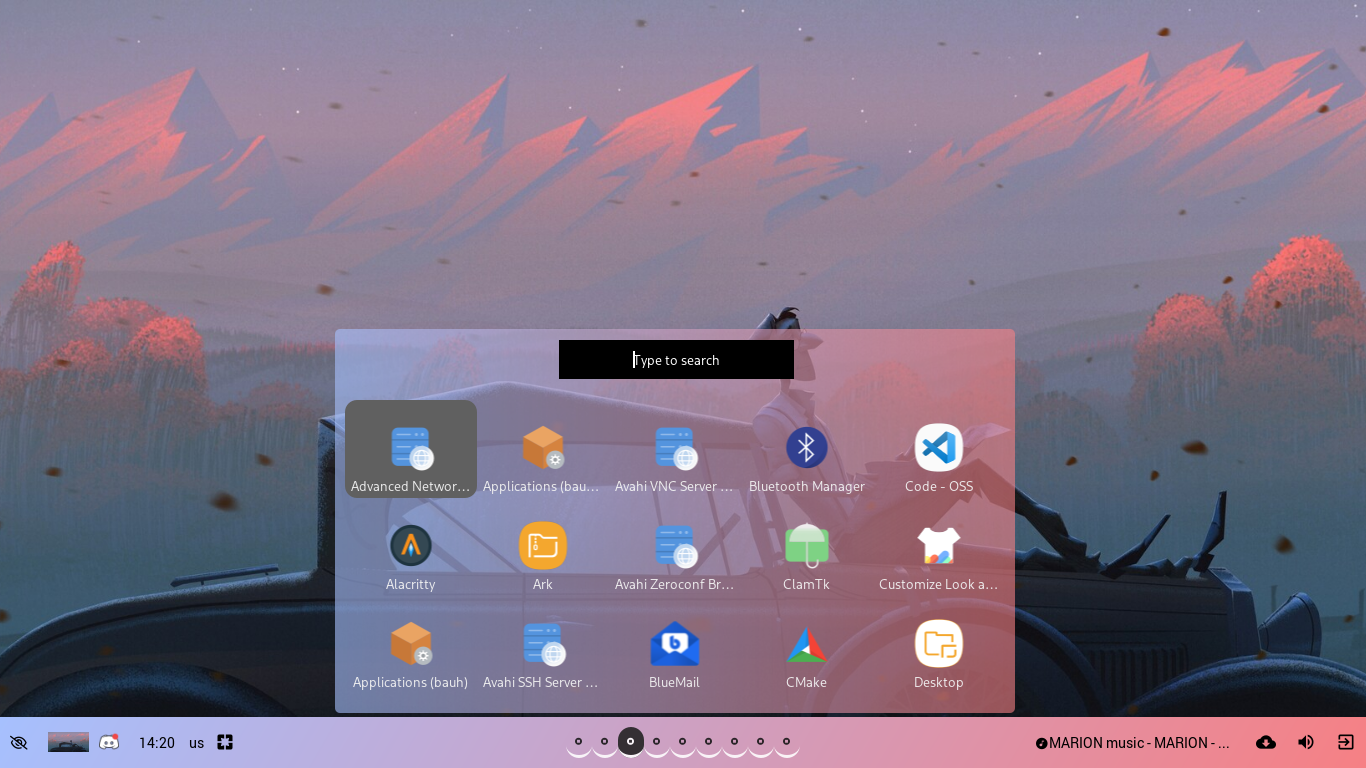 Type to search
Advanced Networ...
Applications (bau...
Avahi VNC Server ...
Bluetooth Manager
Code - OSS
Alacritty
Ark
Avahi Zeroconf Br...
ClamTk
Customize Look a...
Applications (bauh)
Avahi SSH Server ...
BlueMail
CMake
Desktop
14:20 us
MARION music - MARION - ...